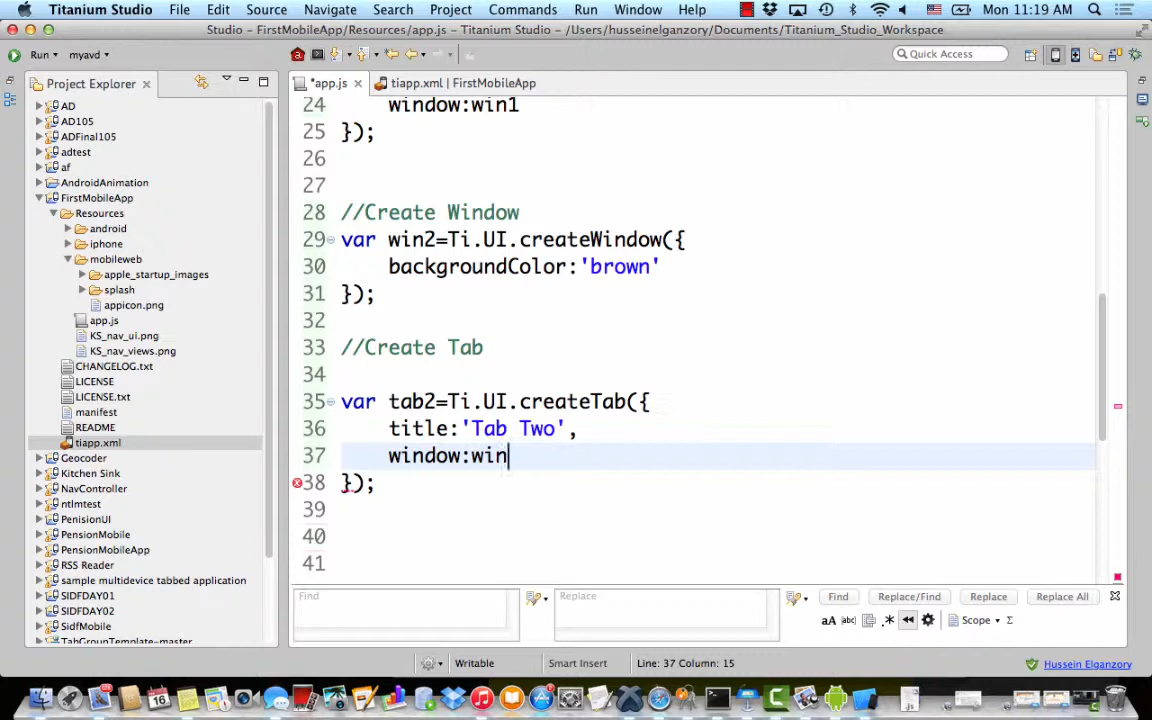 Titanium Studio File Edit Source Navigate Search Project Commands Run Window Help Mon 11:19 AM
Studio - FirstMobileApp/Resources/app.js - Titanium Studio - /Users/husseinelganzory/Documents/Titanium_Studio_Workspace
Run myavd Quick Access
Project Explorer
*app.js
tiapp.xml | FirstMobileApp
AD
AD105
ADFinal105
adtest
af
AndroidAnimation
FirstMobileApp
Resources
android
iphone
mobileweb
apple_startup_images
splash
appicon.png
app.js
KS_nav_ui.png
KS_nav_views.png
CHANGELOG.txt
LICENSE
LICENSE.txt
manifest
README
tiapp.xml
Geocoder
Kitchen Sink
NavController
ntlmtest
PenisionUI
PensionMobile
PensionMobileApp
RSS Reader
sample multidevice tabbed application
SIDFDAY01
SIDFDAY02
SidfMobile
TabGroupTemplate-master
24 window:win1
25 });
26
27
28 //Create Window
29 var win2=Ti.UI.createWindow({
30 backgroundColor:'brown'
31 });
32
33 //Create Tab
34
35 var tab2=Ti.UI.createTab({
36 title:'Tab Two',
37 window:win
38 });
39
40
41
Find Replace Find Replace/Find Replace Replace All
aA abc .* Scope Σ
Writable Smart Insert Line: 37 Column: 15 Hussein Elganzory